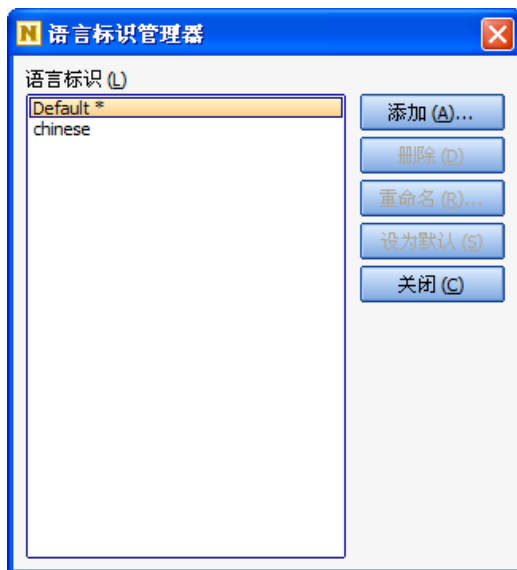 N 语言标识管理器
语言标识 (L)
Default *
chinese
添加 (A)...
删除 (D)
重命名 (R)...
设为默认 (S)
关闭 (C)